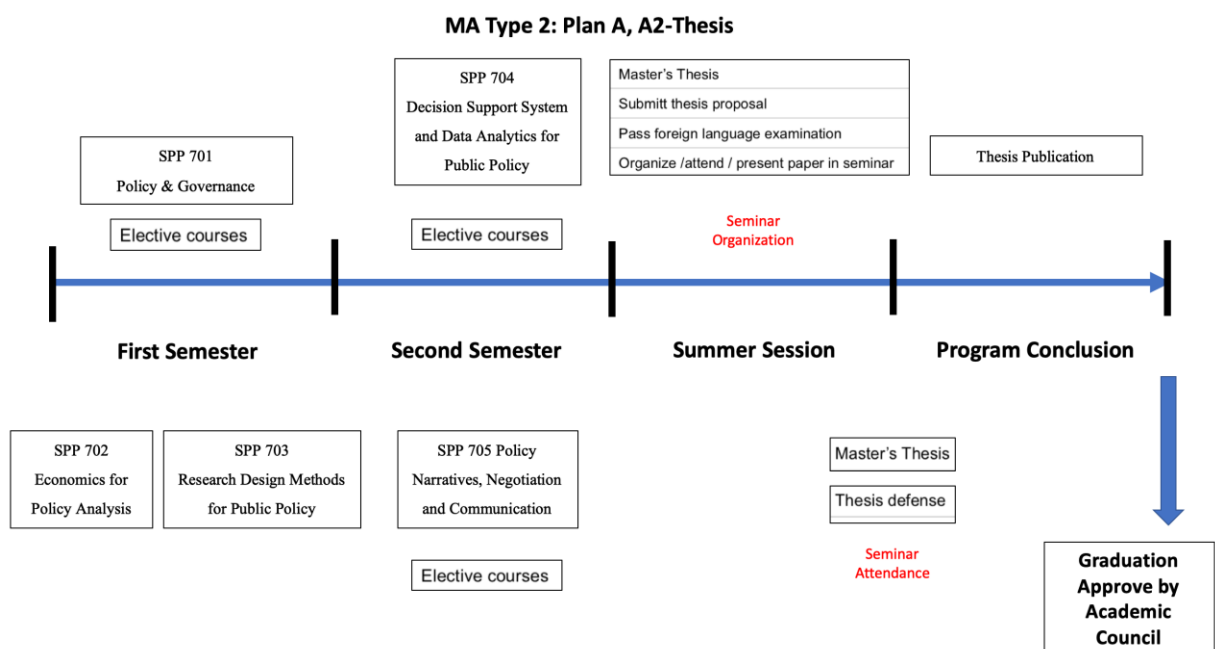 MA Type 2: Plan A, A2-Thesis
SPP 701
Policy & Governance
Elective courses
SPP 704
Decision Support System
and Data Analytics for
Public Policy
Elective courses
Master's Thesis
Submitt thesis proposal
Pass foreign language examination
Organize /attend / present paper in seminar
Seminar
Organization
Thesis Publication
First Semester
Second Semester
Summer Session
Program Conclusion
SPP 702
Economics for
Policy Analysis
SPP 703
Research Design Methods
for Public Policy
SPP 705 Policy
Narratives, Negotiation
and Communication
Elective courses
Master's Thesis
Thesis defense
Seminar
Attendance
Graduation
Approve by
Academic
Council